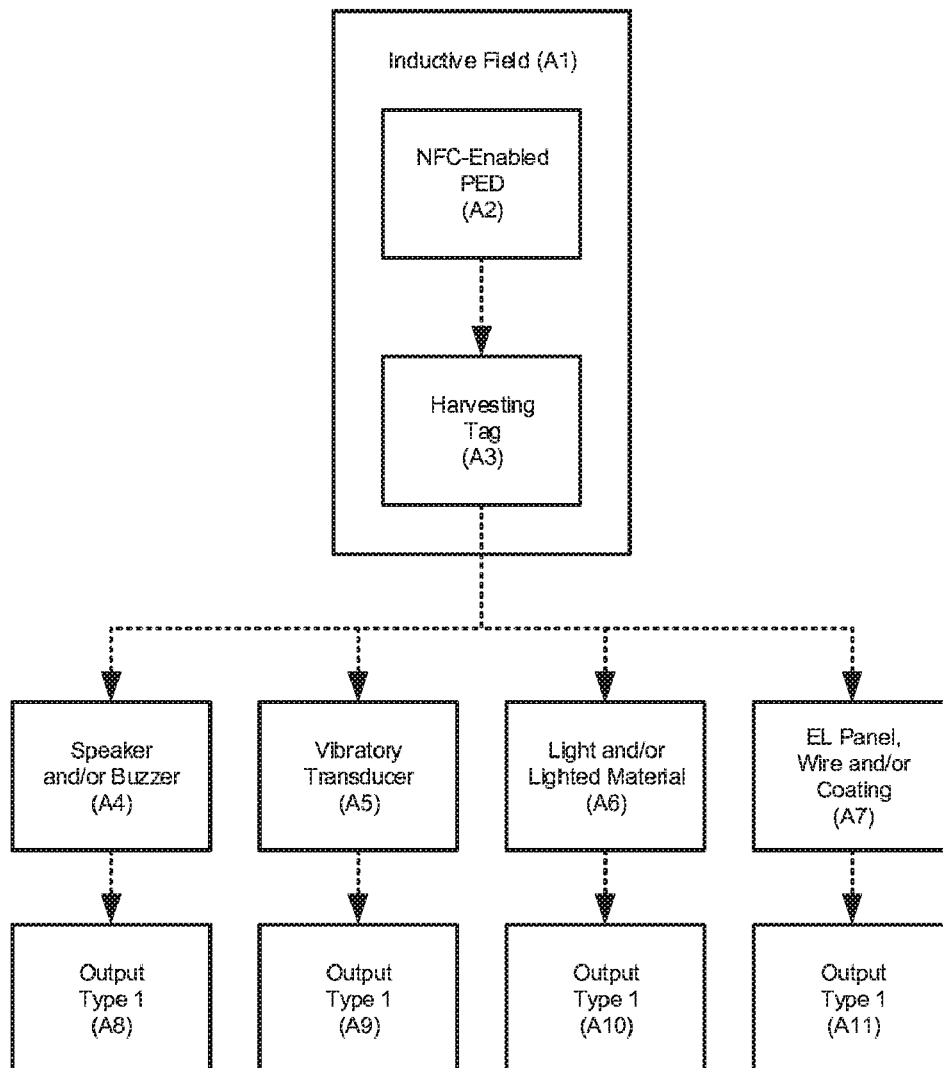 Inductive Field (A1)
NFC-Enabled
PED
(A2)
Harvesting
Tag
(A3)
Speaker
and/or Buzzer
(A4)
Vibratory
Transducer
(A5)
Light and/or
Lighted Material
(A6)
EL Panel,
Wire and/or
Coating
(A7)
Output
Type 1
(A8)
Output
Type 1
(A9)
Output
Type 1
(A10)
Output
Type 1
(A11)